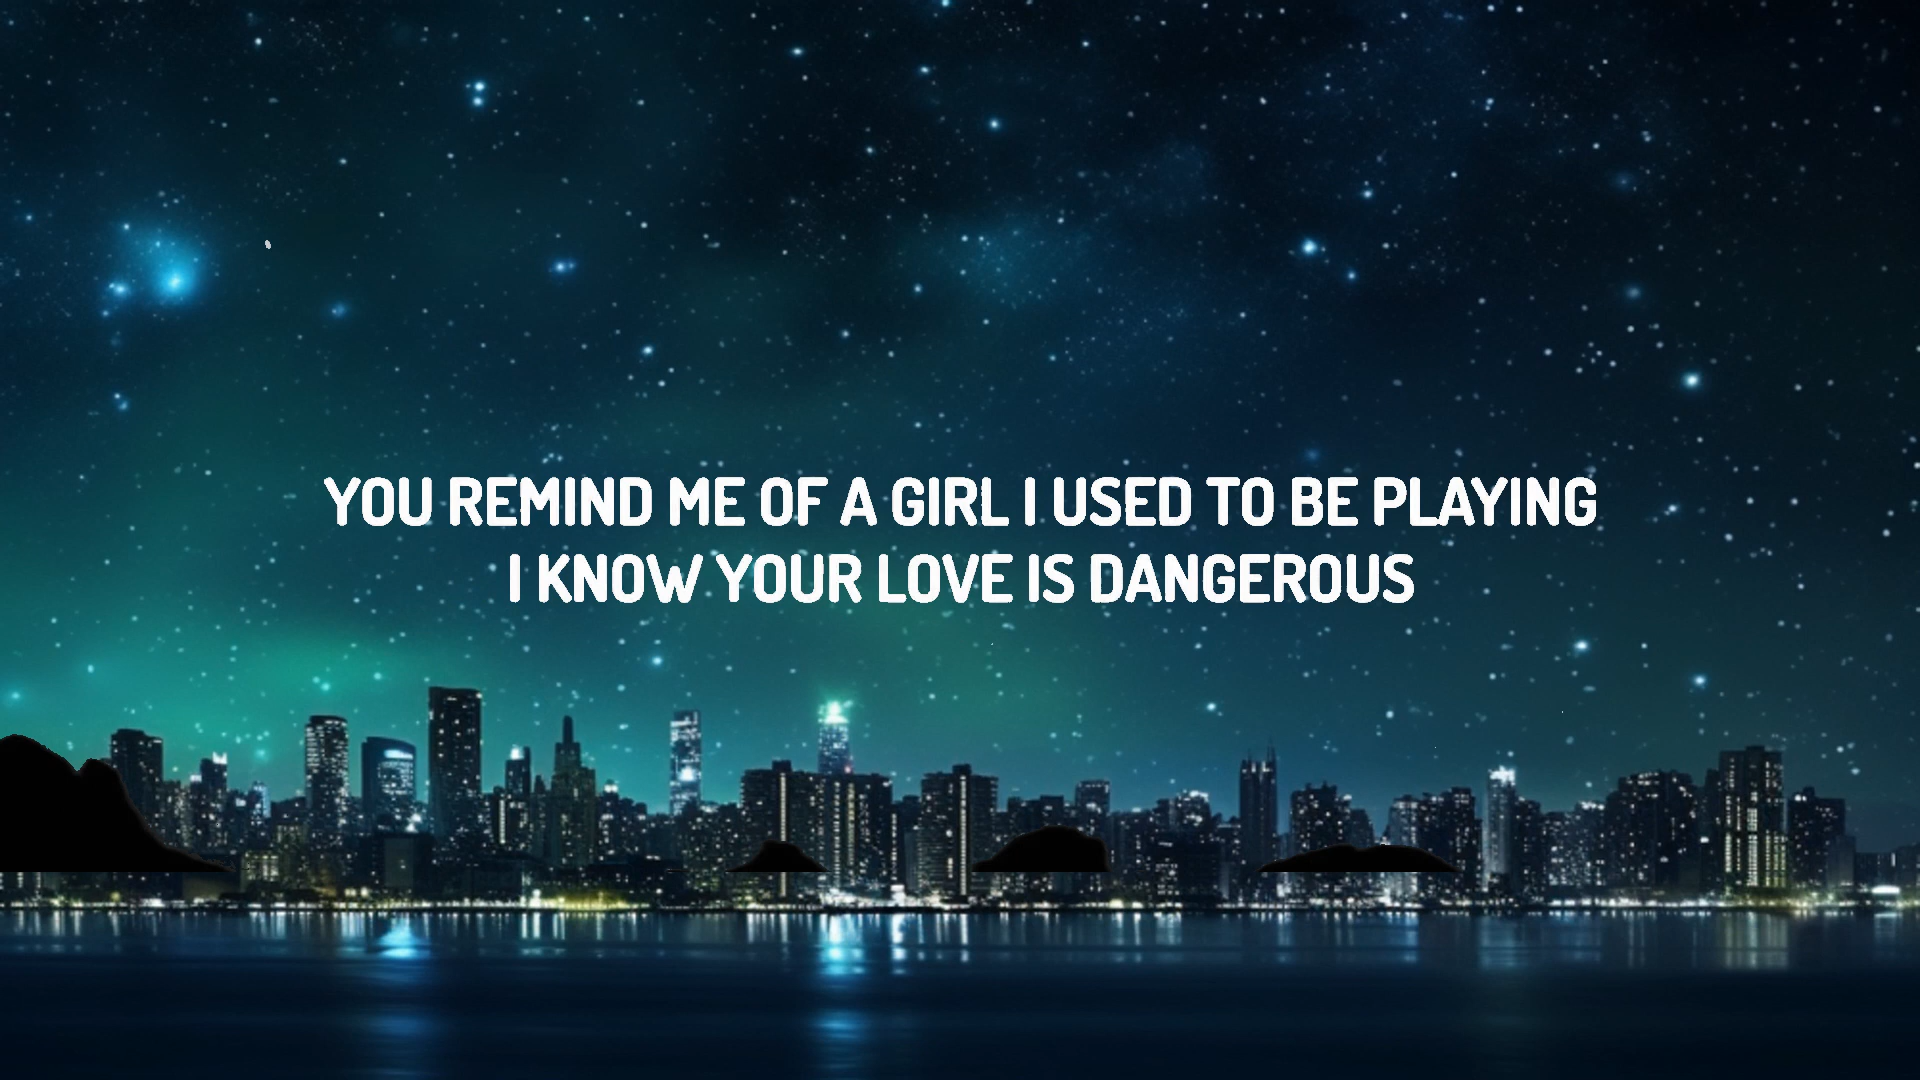 YOU REMIND ME OF A GIRL I USED TO BE PLAYING
I KNOW YOUR LOVE IS DANGEROUS